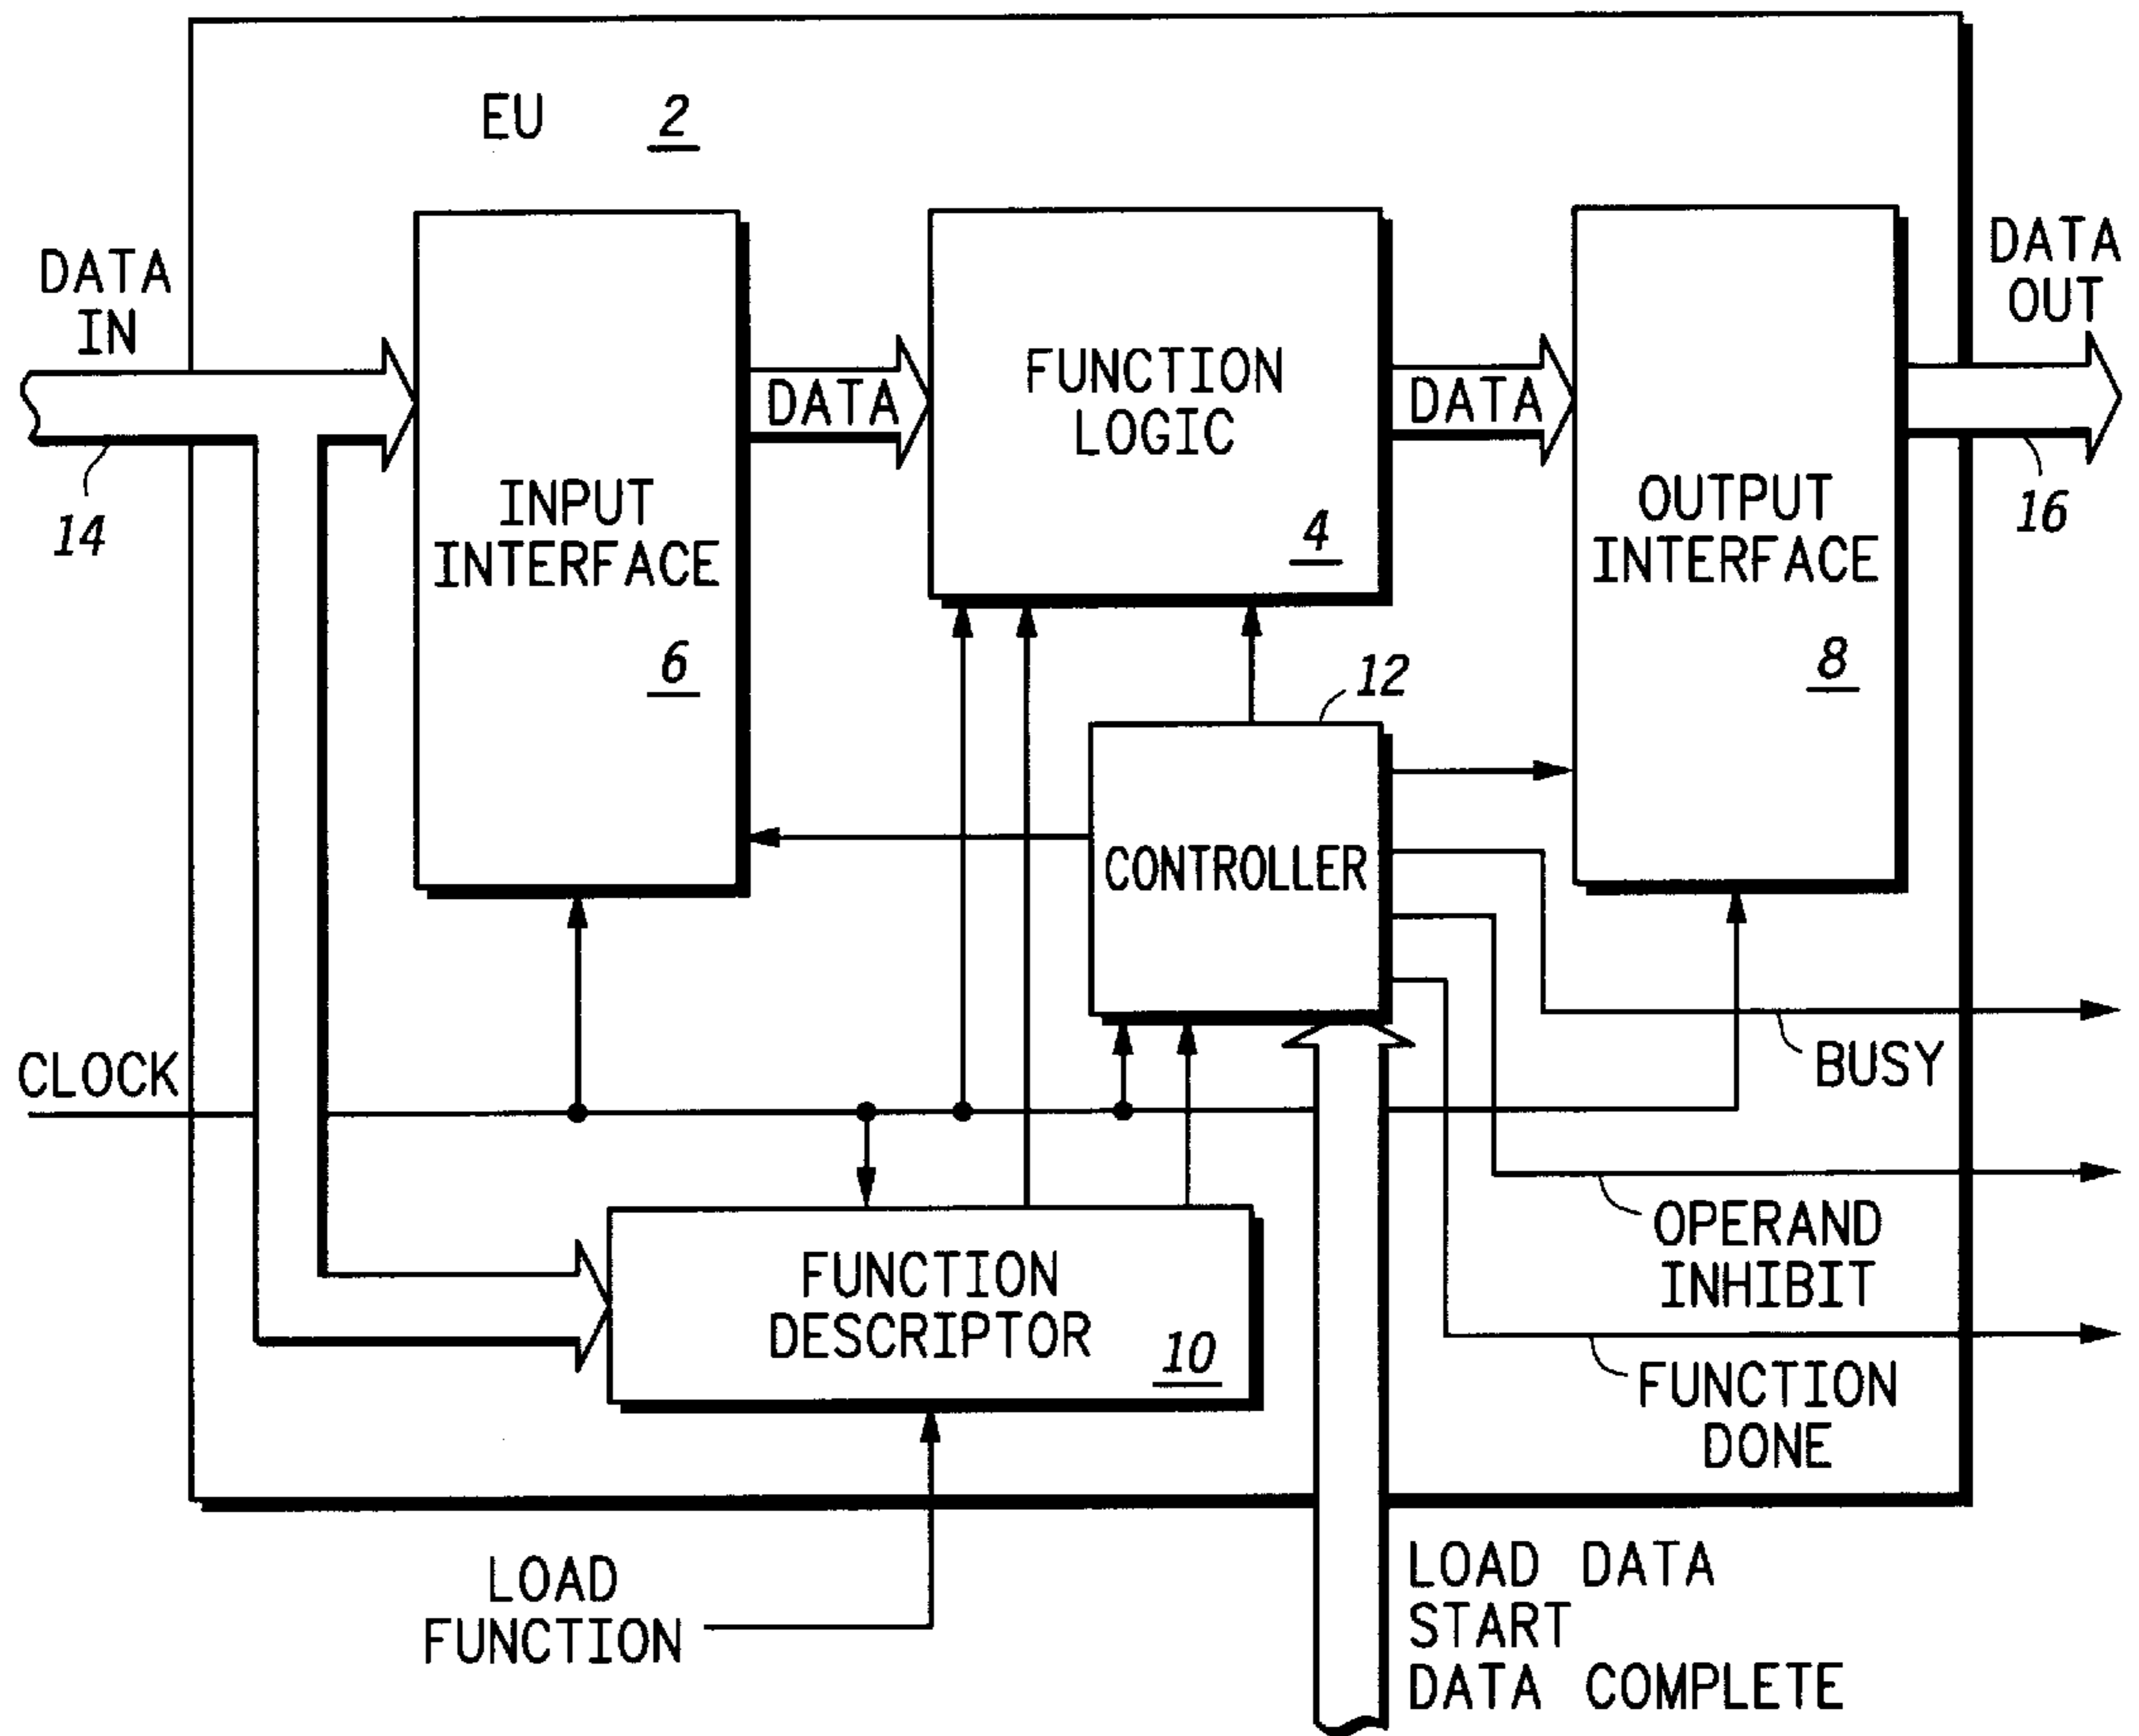 EU 2
DATA
IN
14
INPUT
INTERFACE
6
DATA
FUNCTION
LOGIC
4
DATA
OUTPUT
INTERFACE
8
DATA
OUT
16
12
CONTROLLER
CLOCK
BUSY
OPERAND
INHIBIT
FUNCTION
DONE
FUNCTION
DESCRIPTOR
10
LOAD
FUNCTION
LOAD DATA
START
DATA COMPLETE